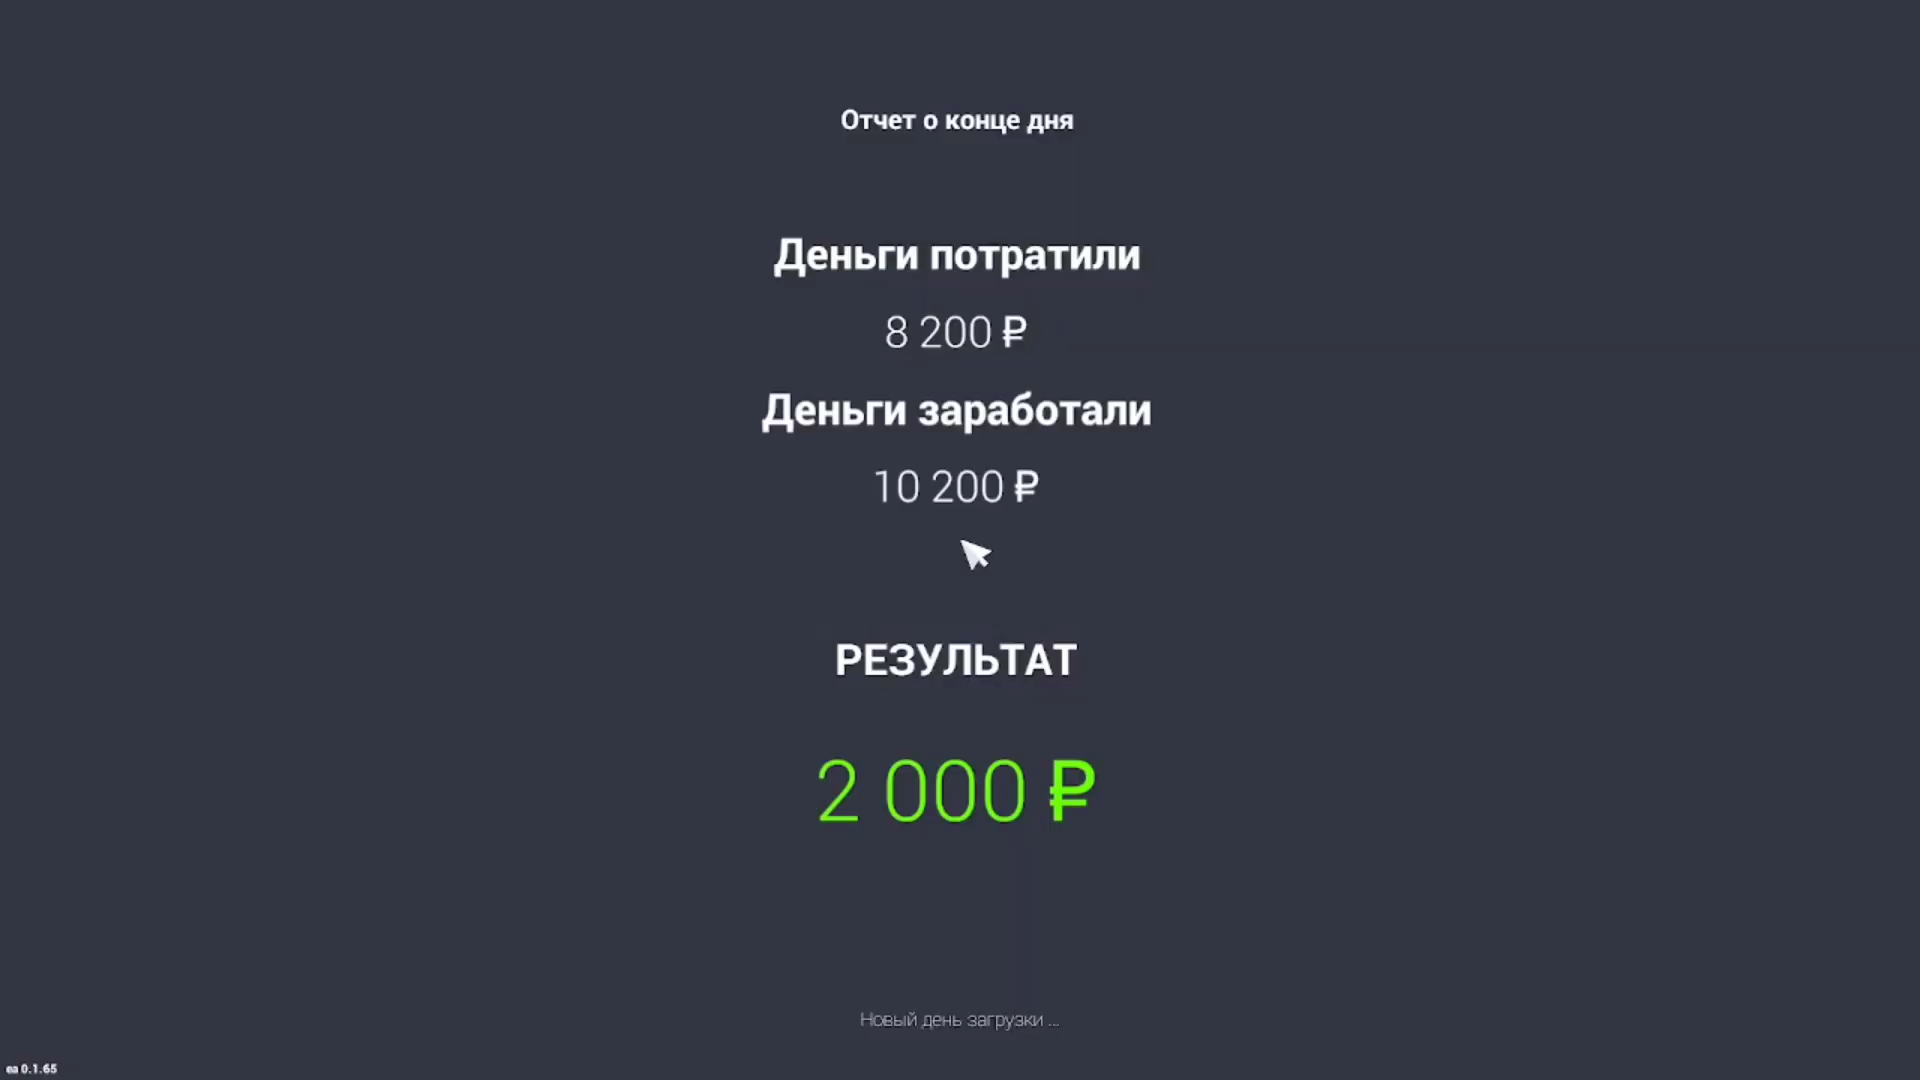 Отчет о конце дня
Деньги потратили
8 200 ₽
Деньги заработали
10 200 ₽
РЕЗУЛЬТАТ
2 000 ₽
Новый день загрузки ...
ea 0.1.65